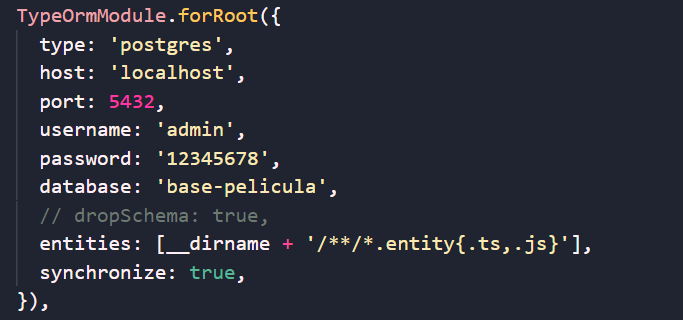 TypeOrmModule.forRoot({
type: 'postgres',
host: 'localhost',
port: 5432,
username: 'admin',
password: '12345678',
database: 'base-pelicula',
// dropSchema: true,
entities: [__dirname + '/**/*.entity{.ts,.js}'],
synchronize: true,
}),